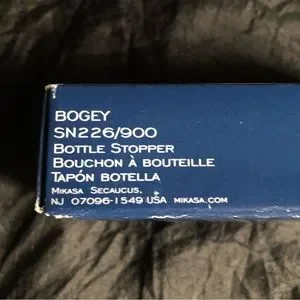 BOGEY
SN226/900
BOTTLE STOPPER
BOUCHON À BOUTEILLE
TAPÓN BOTELLA
MIKASA SECAUCUS,
NJ 07096-1549 USA MIKASA.COM